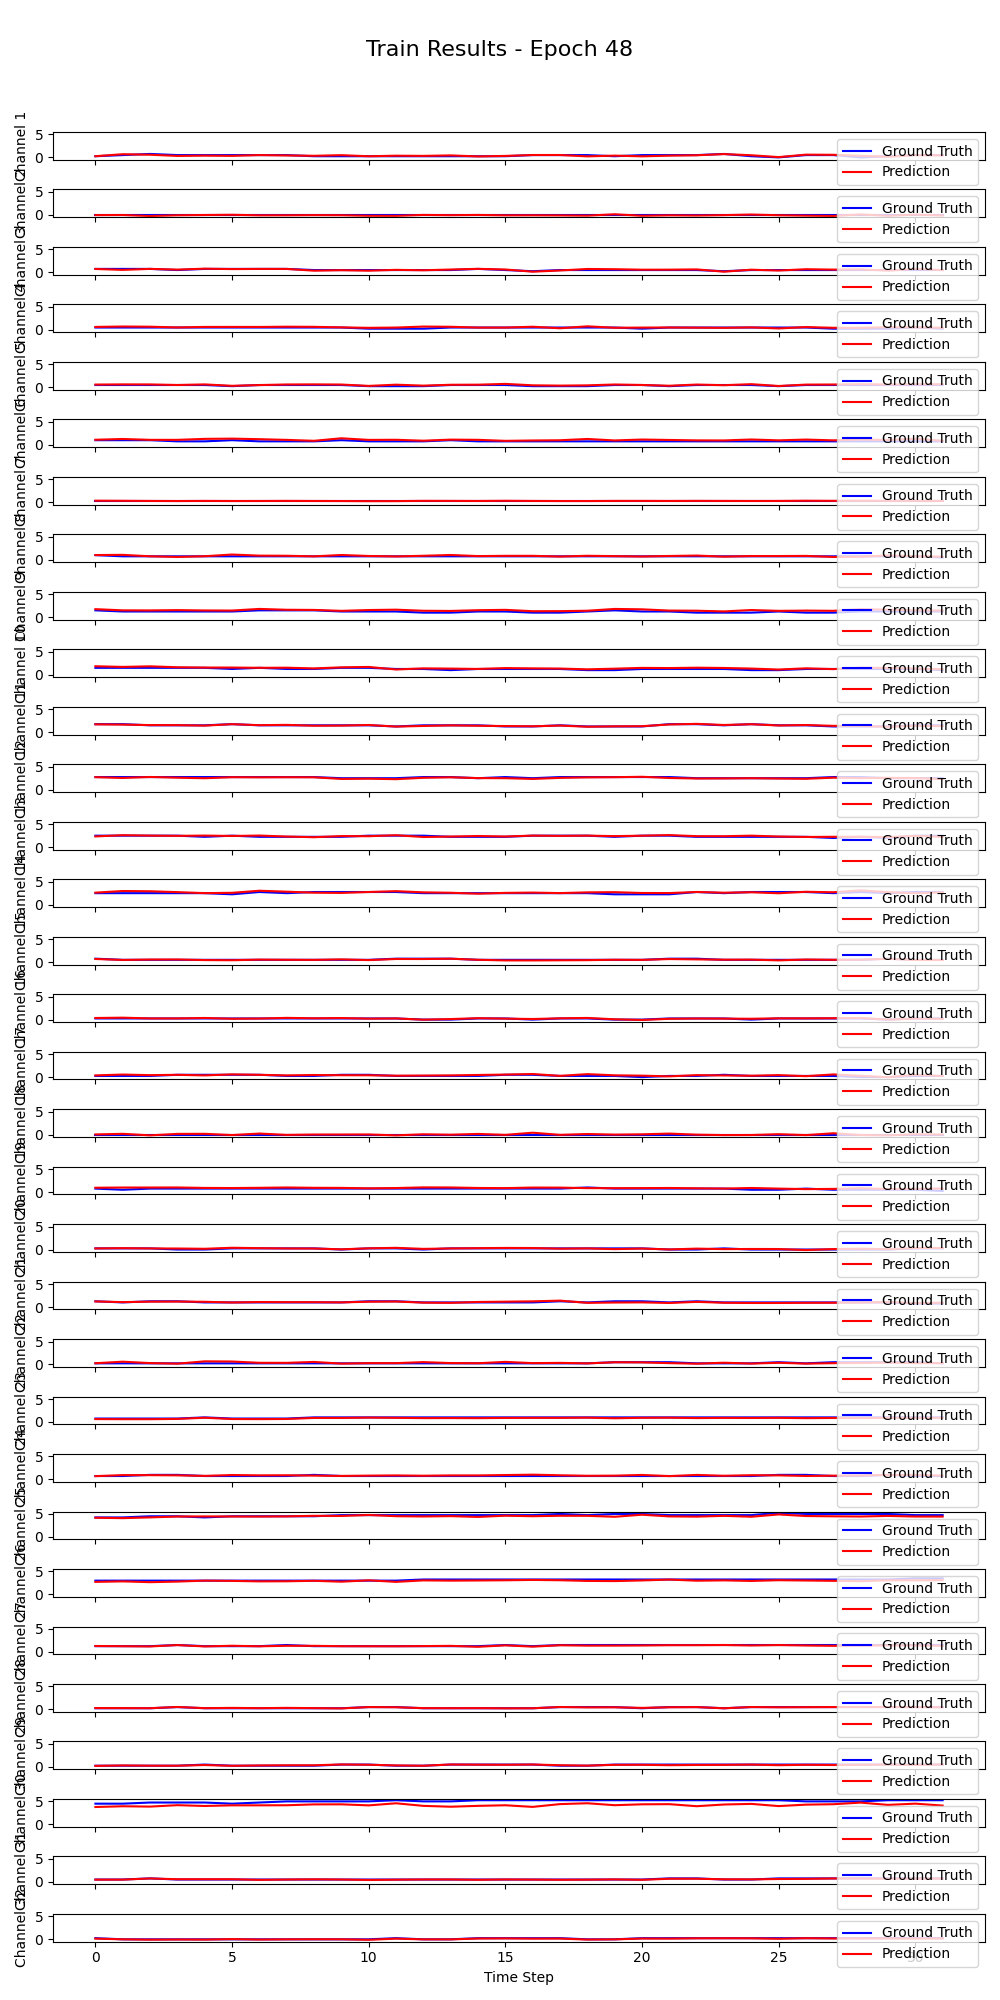 Train Results - Epoch 48
Channel 1
5
0
Ground Truth
Prediction
Channel 2
5
0
Ground Truth
Prediction
Channel 3
5
0
Ground Truth
Prediction
Channel 4
5
0
Ground Truth
Prediction
Channel 5
5
0
Ground Truth
Prediction
Channel 6
5
0
Ground Truth
Prediction
Channel 7
5
0
Ground Truth
Prediction
Channel 8
5
0
Ground Truth
Prediction
Channel 9
5
0
Ground Truth
Prediction
Channel 10
5
0
Ground Truth
Prediction
Channel 11
5
0
Ground Truth
Prediction
Channel 12
5
0
Ground Truth
Prediction
Channel 13
5
0
Ground Truth
Prediction
Channel 14
5
0
Ground Truth
Prediction
Channel 15
5
0
Ground Truth
Prediction
Channel 16
5
0
Ground Truth
Prediction
Channel 17
5
0
Ground Truth
Prediction
Channel 18
5
0
Ground Truth
Prediction
Channel 19
5
0
Ground Truth
Prediction
Channel 20
5
0
Ground Truth
Prediction
Channel 21
5
0
Ground Truth
Prediction
Channel 22
5
0
Ground Truth
Prediction
Channel 23
5
0
Ground Truth
Prediction
Channel 24
5
0
Ground Truth
Prediction
Channel 25
5
0
Ground Truth
Prediction
Channel 26
5
0
Ground Truth
Prediction
Channel 27
5
0
Ground Truth
Prediction
Channel 28
5
0
Ground Truth
Prediction
Channel 29
5
0
Ground Truth
Prediction
Channel 30
5
0
Ground Truth
Prediction
Channel 31
5
0
Ground Truth
Prediction
Channel 32
5
0
Ground Truth
Prediction
0 5 10 15 20 25 30
Time Step